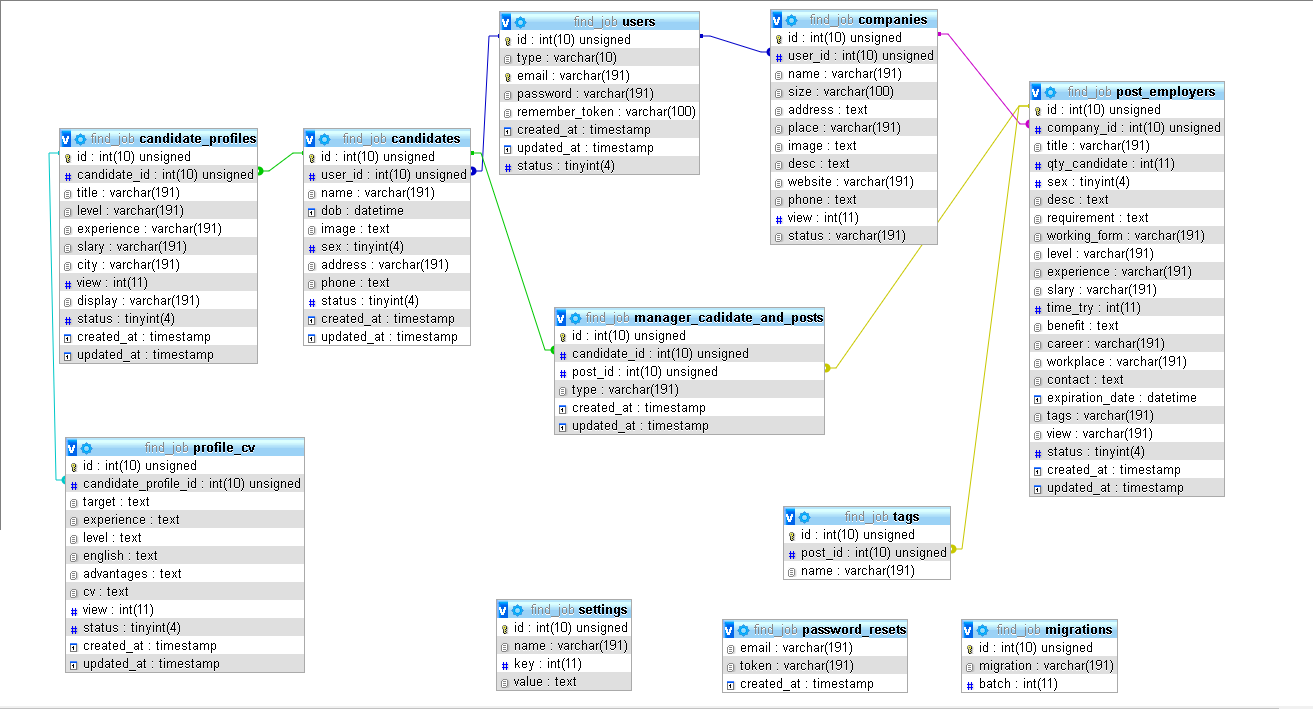 find_job users
id : int(10) unsigned
type : varchar(10)
email : varchar(191)
password : varchar(191)
remember_token : varchar(100)
created_at : timestamp
updated_at : timestamp
status : tinyint(4)
find_job companies
id : int(10) unsigned
user_id : int(10) unsigned
name : varchar(191)
size : varchar(100)
address : text
place : varchar(191)
image : text
desc : text
website : varchar(191)
phone : text
view : int(11)
status : varchar(191)
find_job post_employers
id : int(10) unsigned
company_id : int(10) unsigned
title : varchar(191)
qty_candidate : int(11)
sex : tinyint(4)
desc : text
requirement : text
working_form : varchar(191)
level : varchar(191)
experience : varchar(191)
slary : varchar(191)
time_try : int(11)
benefit : text
career : varchar(191)
workplace : varchar(191)
contact : text
expiration_date : datetime
tags : varchar(191)
view : varchar(191)
status : tinyint(4)
created_at : timestamp
updated_at : timestamp
find_job candidate_profiles
id : int(10) unsigned
candidate_id : int(10) unsigned
title : varchar(191)
level : varchar(191)
experience : varchar(191)
slary : varchar(191)
city : varchar(191)
view : int(11)
display : varchar(191)
status : tinyint(4)
created_at : timestamp
updated_at : timestamp
find_job candidates
id : int(10) unsigned
user_id : int(10) unsigned
name : varchar(191)
dob : datetime
image : text
sex : tinyint(4)
address : varchar(191)
phone : text
status : tinyint(4)
created_at : timestamp
updated_at : timestamp
find_job manager_cadidate_and_posts
id : int(10) unsigned
candidate_id : int(10) unsigned
post_id : int(10) unsigned
type : varchar(191)
created_at : timestamp
updated_at : timestamp
find_job profile_cv
id : int(10) unsigned
candidate_profile_id : int(10) unsigned
target : text
experience : text
level : text
english : text
advantages : text
cv : text
view : int(11)
status : tinyint(4)
created_at : timestamp
updated_at : timestamp
find_job tags
id : int(10) unsigned
post_id : int(10) unsigned
name : varchar(191)
find_job settings
id : int(10) unsigned
name : varchar(191)
key : int(11)
value : text
find_job password_resets
email : varchar(191)
token : varchar(191)
created_at : timestamp
find_job migrations
id : int(10) unsigned
migration : varchar(191)
batch : int(11)